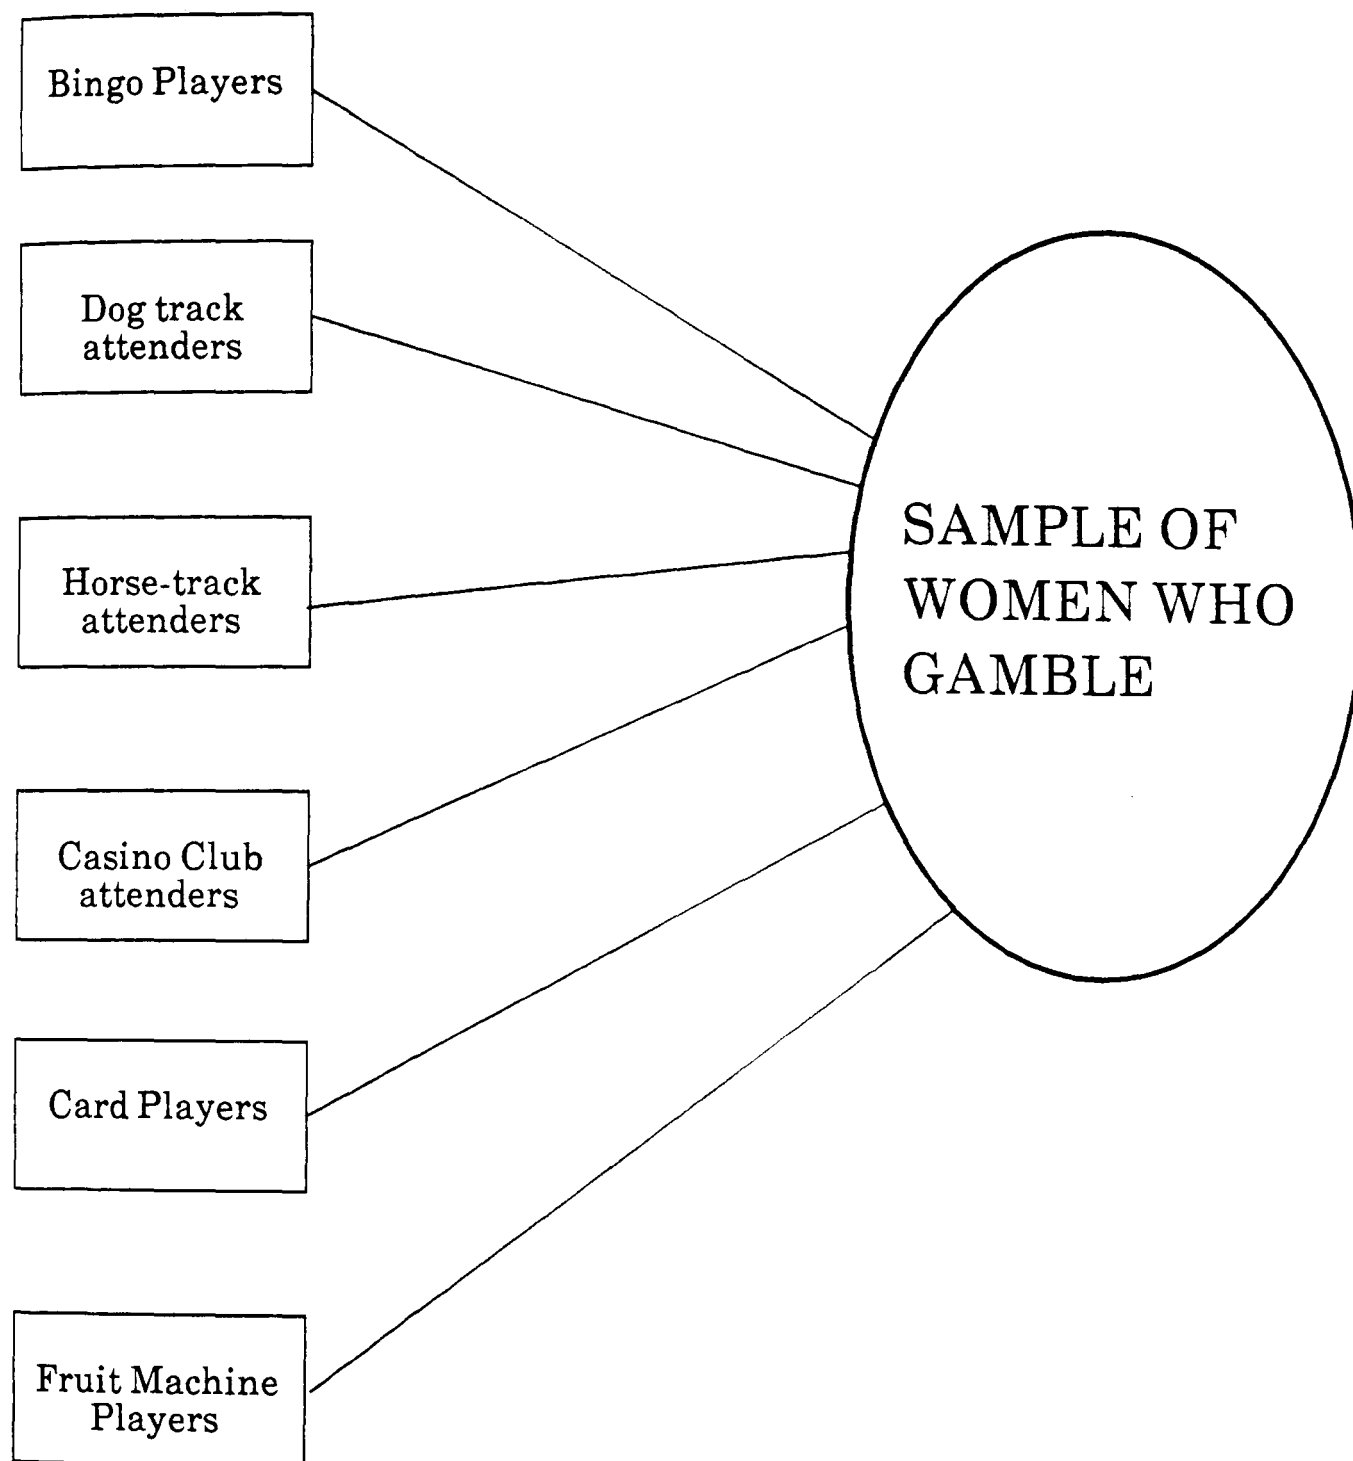 Bingo Players
Dog track
attenders
Horse-track
attenders
Casino Club
attenders
Card Players
Fruit Machine
Players
SAMPLE OF
WOMEN WHO
GAMBLE